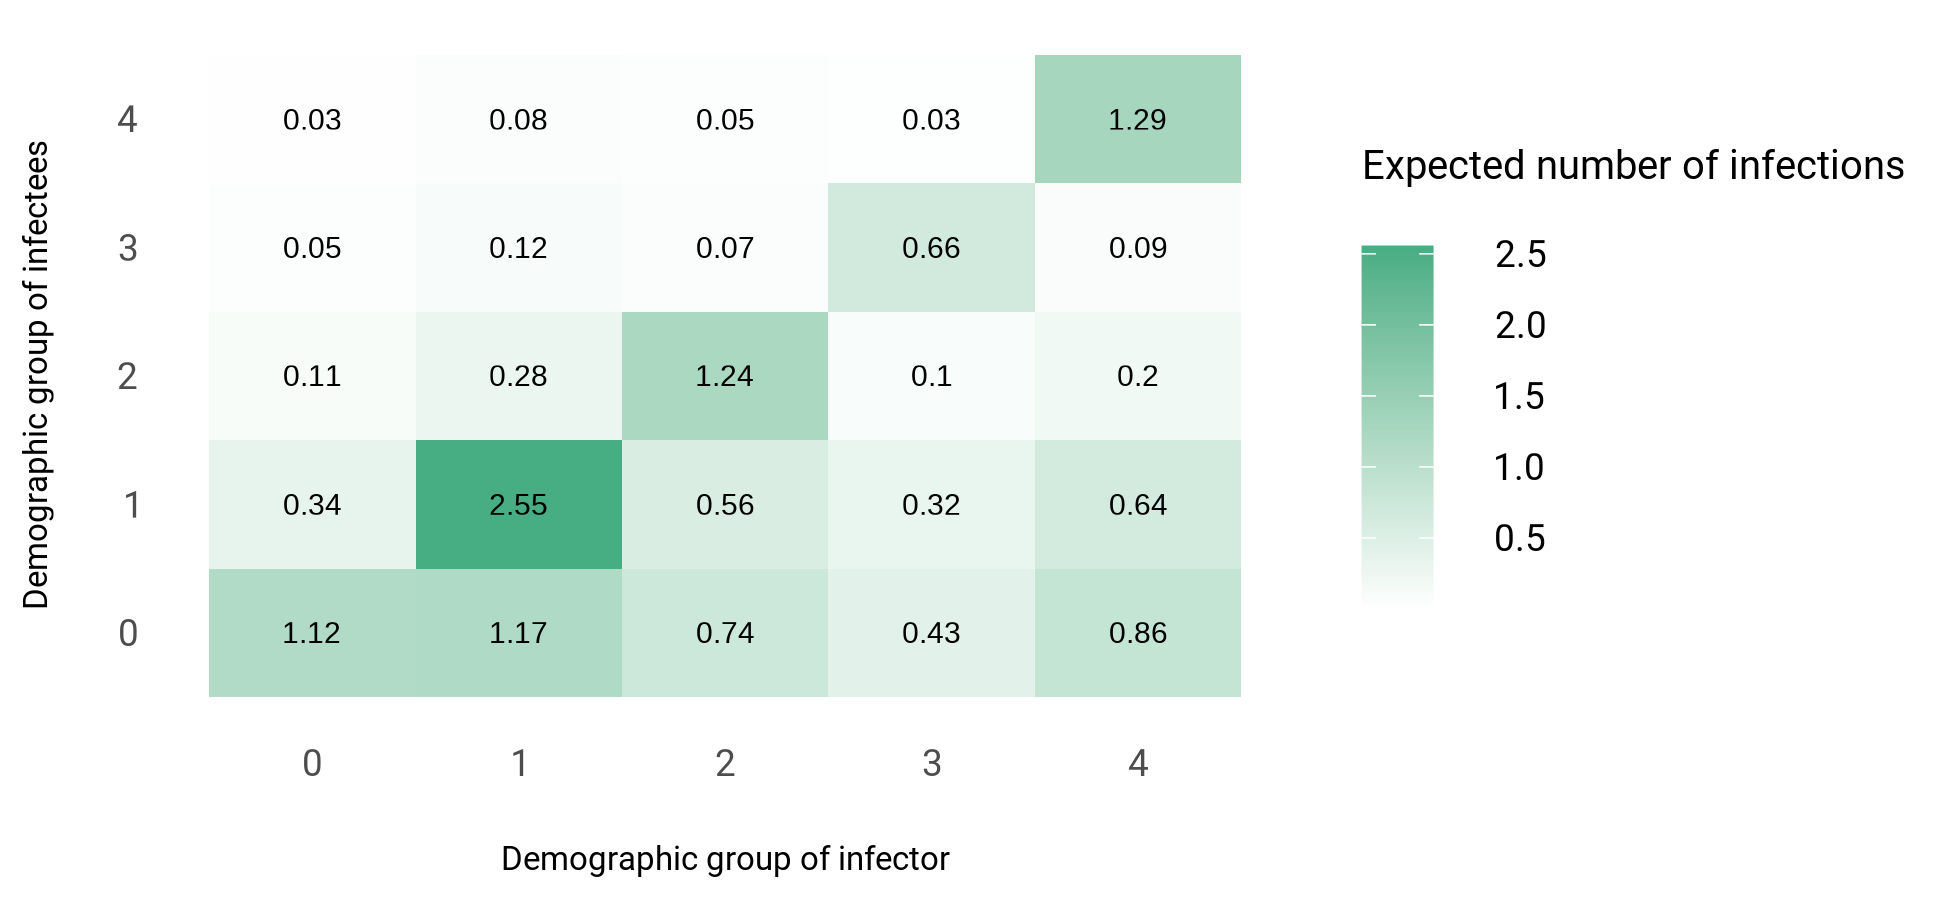 Demographic group of infectees
4 0.03 0.08 0.05 0.03 1.29
3 0.05 0.12 0.07 0.66 0.09
2 0.11 0.28 1.24 0.1 0.2
1 0.34 2.55 0.56 0.32 0.64
0 1.12 1.17 0.74 0.43 0.86
0 1 2 3 4
Demographic group of infector
Expected number of infections
2.5
2.0
1.5
1.0
0.5